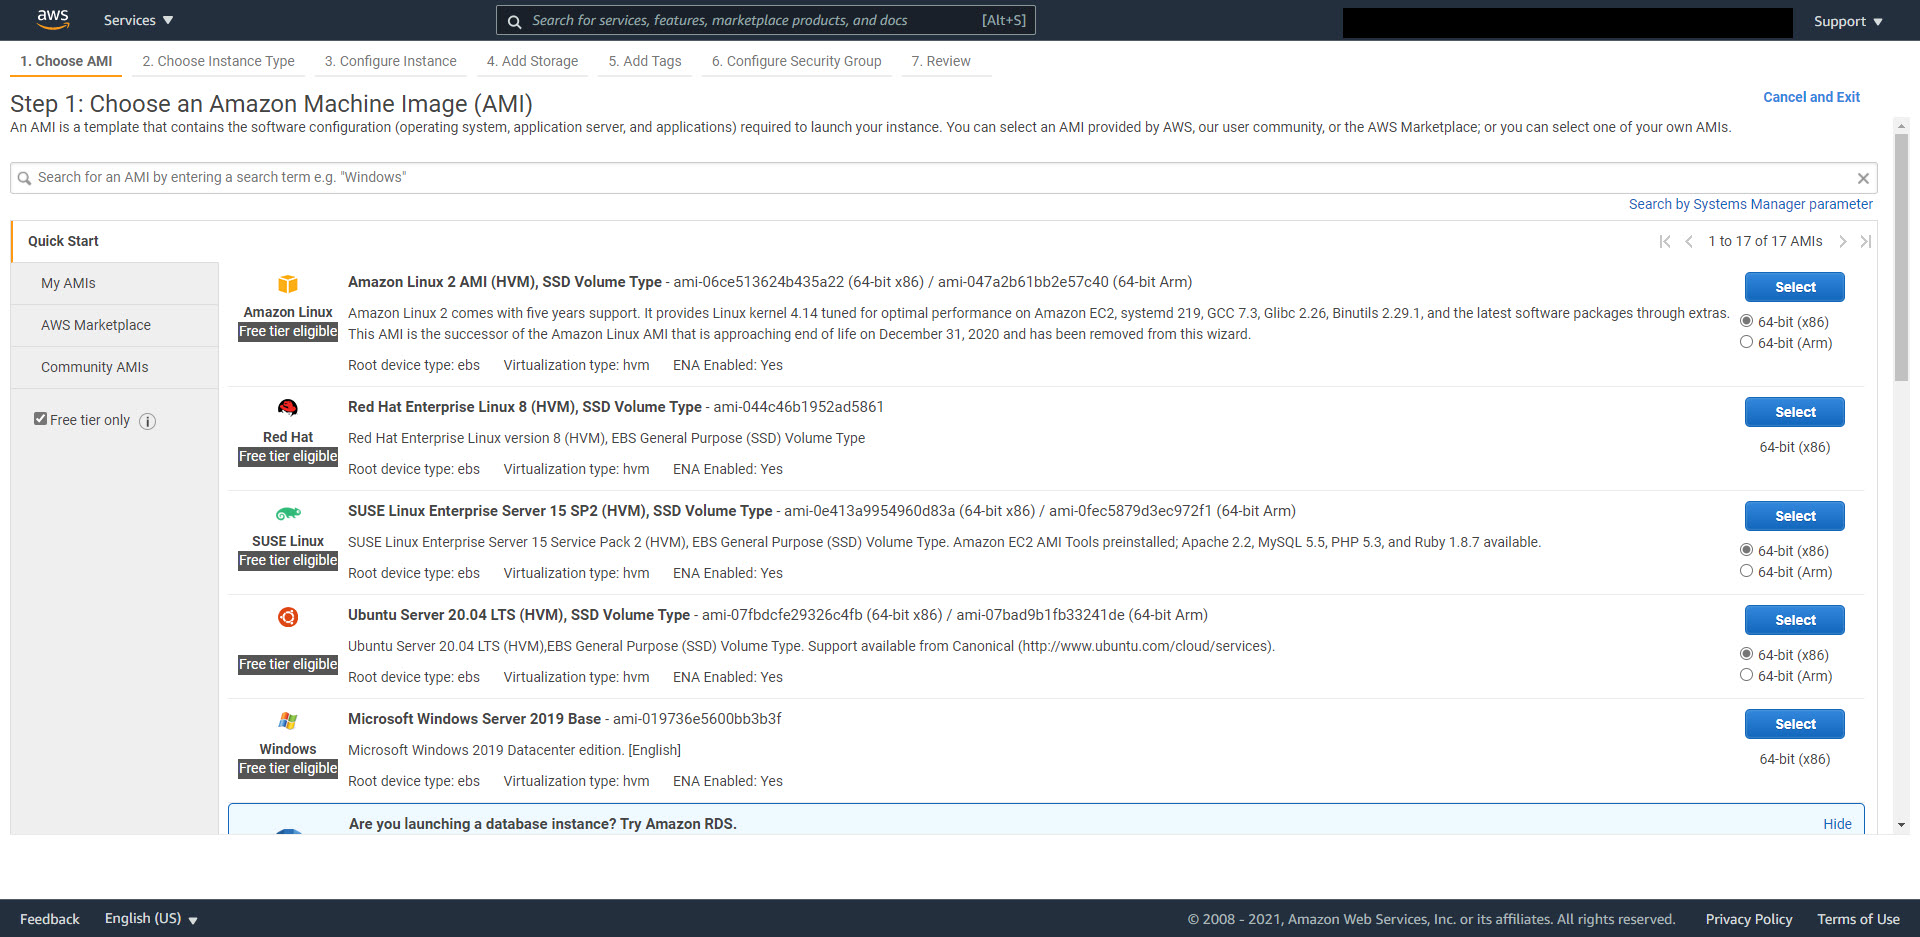 aws
Services
Search for services, features, marketplace products, and docs
[Alt+S]
Support
1. Choose AMI
2. Choose Instance Type
3. Configure Instance
4. Add Storage
5. Add Tags
6. Configure Security Group
7. Review
Step 1: Choose an Amazon Machine Image (AMI)
Cancel and Exit
An AMI is a template that contains the software configuration (operating system, application server, and applications) required to launch your instance. You can select an AMI provided by AWS, our user community, or the AWS Marketplace; or you can select one of your own AMIs.
Search for an AMI by entering a search term e.g. "Windows"
Search by Systems Manager parameter
Quick Start
1 to 17 of 17 AMIs
My AMIs
AWS Marketplace
Community AMIs
Free tier only
Amazon Linux
Free tier eligible
Amazon Linux 2 AMI (HVM), SSD Volume Type - ami-06ce513624b435a22 (64-bit x86) / ami-047a2b61bb2e57c40 (64-bit Arm)
Amazon Linux 2 comes with five years support. It provides Linux kernel 4.14 tuned for optimal performance on Amazon EC2, systemd 219, GCC 7.3, Glibc 2.26, Binutils 2.29.1, and the latest software packages through extras.
This AMI is the successor of the Amazon Linux AMI that is approaching end of life on December 31, 2020 and has been removed from this wizard.
Root device type: ebs Virtualization type: hvm ENA Enabled: Yes
Select
64-bit (x86)
64-bit (Arm)
Red Hat
Free tier eligible
Red Hat Enterprise Linux 8 (HVM), SSD Volume Type - ami-044c46b1952ad5861
Red Hat Enterprise Linux version 8 (HVM), EBS General Purpose (SSD) Volume Type
Root device type: ebs Virtualization type: hvm ENA Enabled: Yes
Select
64-bit (x86)
SUSE Linux
Free tier eligible
SUSE Linux Enterprise Server 15 SP2 (HVM), SSD Volume Type - ami-0e413a9954960d83a (64-bit x86) / ami-0fec5879d3ec972f1 (64-bit Arm)
SUSE Linux Enterprise Server 15 Service Pack 2 (HVM), EBS General Purpose (SSD) Volume Type. Amazon EC2 AMI Tools preinstalled; Apache 2.2, MySQL 5.5, PHP 5.3, and Ruby 1.8.7 available.
Root device type: ebs Virtualization type: hvm ENA Enabled: Yes
Select
64-bit (x86)
64-bit (Arm)
Free tier eligible
Ubuntu Server 20.04 LTS (HVM), SSD Volume Type - ami-07fbdcfe29326c4fb (64-bit x86) / ami-07bad9b1fb33241de (64-bit Arm)
Ubuntu Server 20.04 LTS (HVM),EBS General Purpose (SSD) Volume Type. Support available from Canonical (http://www.ubuntu.com/cloud/services).
Root device type: ebs Virtualization type: hvm ENA Enabled: Yes
Select
64-bit (x86)
64-bit (Arm)
Windows
Free tier eligible
Microsoft Windows Server 2019 Base - ami-019736e5600bb3b3f
Microsoft Windows 2019 Datacenter edition. [English]
Root device type: ebs Virtualization type: hvm ENA Enabled: Yes
Select
64-bit (x86)
Are you launching a database instance? Try Amazon RDS.
Hide
Feedback
English (US)
© 2008 - 2021, Amazon Web Services, Inc. or its affiliates. All rights reserved.
Privacy Policy
Terms of Use